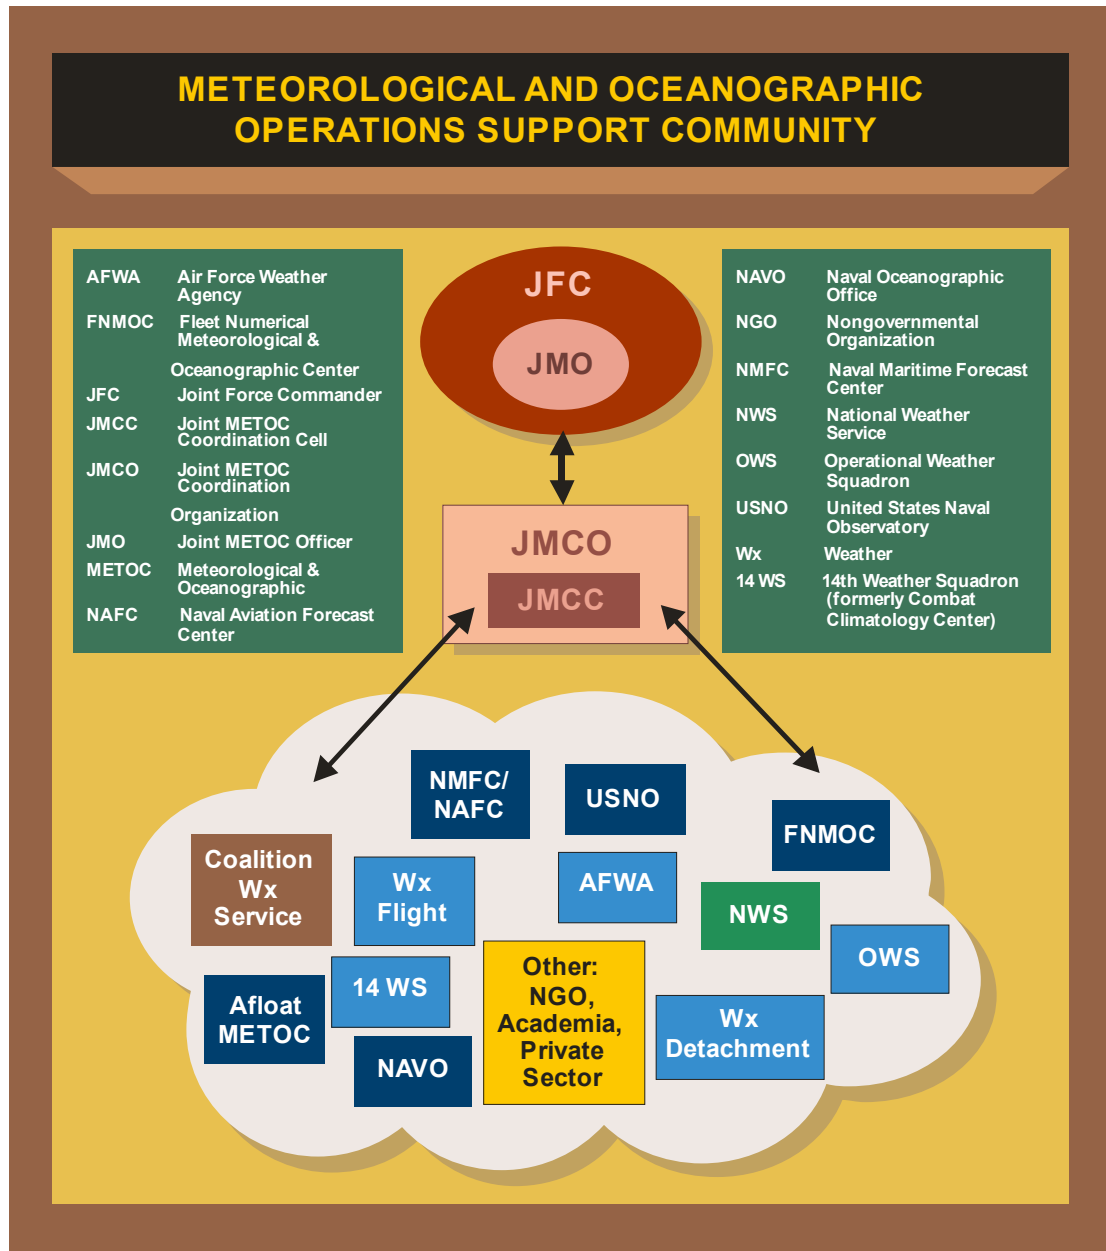 METEOROLOGICAL AND OCEANOGRAPHIC
OPERATIONS SUPPORT COMMUNITY
AFWA Air Force Weather
Agency
FNMOC Fleet Numerical
Meteorological &
Oceanographic Center
JFC Joint Force Commander
JMCC Joint METOC
Coordination Cell
JMCO Joint METOC
Coordination
Organization
JMO Joint METOC Officer
METOC Meteorological &
Oceanographic
NAFC Naval Aviation Forecast
Center
JFC
JMO
JMCO
JMCC
NAVO Naval Oceanographic
Office
NGO Nongovernmental
Organization
NMFC Naval Maritime Forecast
Center
NWS National Weather
Service
OWS Operational Weather
Squadron
USNO United States Naval
Observatory
Wx Weather
14 WS 14th Weather Squadron
(formerly Combat
Climatology Center)
NMFC/
NAFC
USNO
FNMOC
Coalition
Wx
Service
Wx
Flight
AFWA
NWS
OWS
Afloat
METOC
14 WS
NAVO
Other:
NGO,
Academia,
Private
Sector
Wx
Detachment